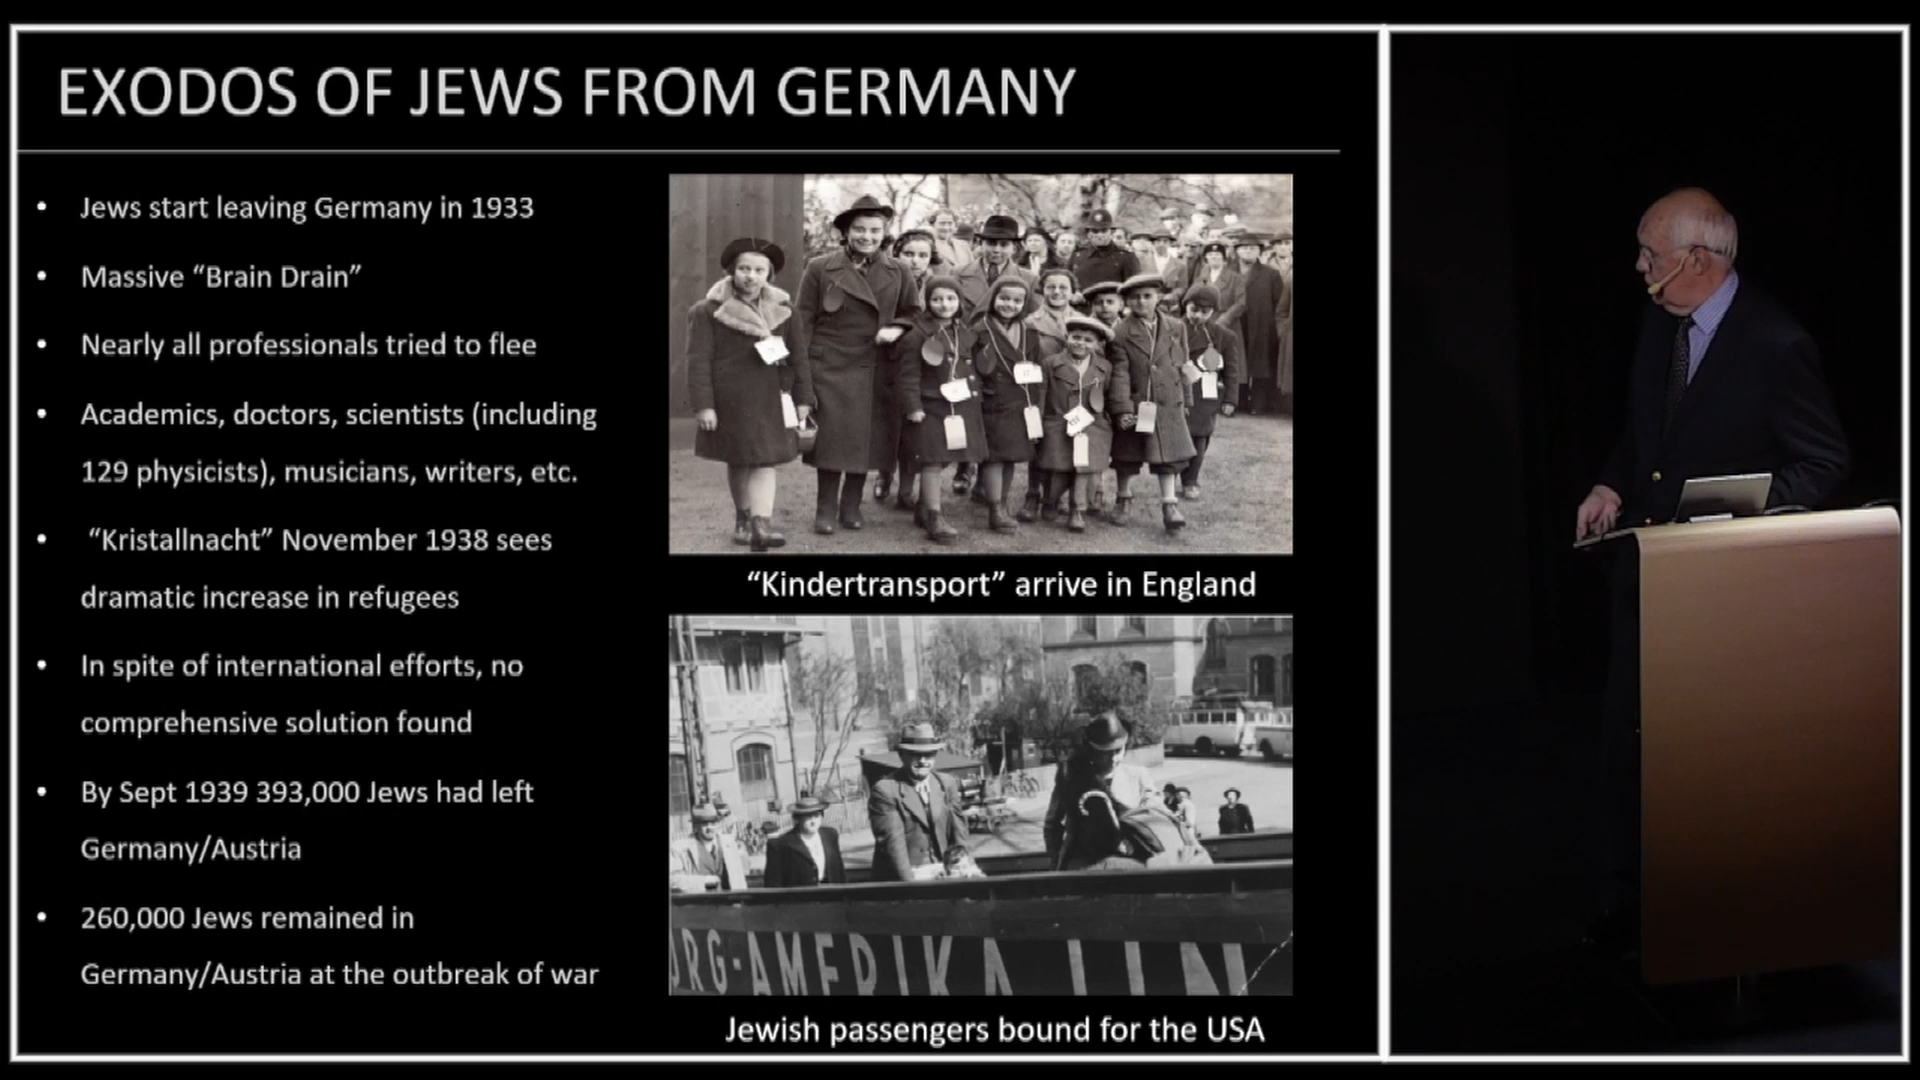 EXODOS OF JEWS FROM GERMANY
• Jews start leaving Germany in 1933
• Massive “Brain Drain”
• Nearly all professionals tried to flee
• Academics, doctors, scientists (including
129 physicists), musicians, writers, etc.
• “Kristallnacht” November 1938 sees
dramatic increase in refugees
• In spite of international efforts, no
comprehensive solution found
• By Sept 1939 393,000 Jews had left
Germany/Austria
• 260,000 Jews remained in
Germany/Austria at the outbreak of war
“Kindertransport” arrive in England
RG-AMERIKA LIN
Jewish passengers bound for the USA